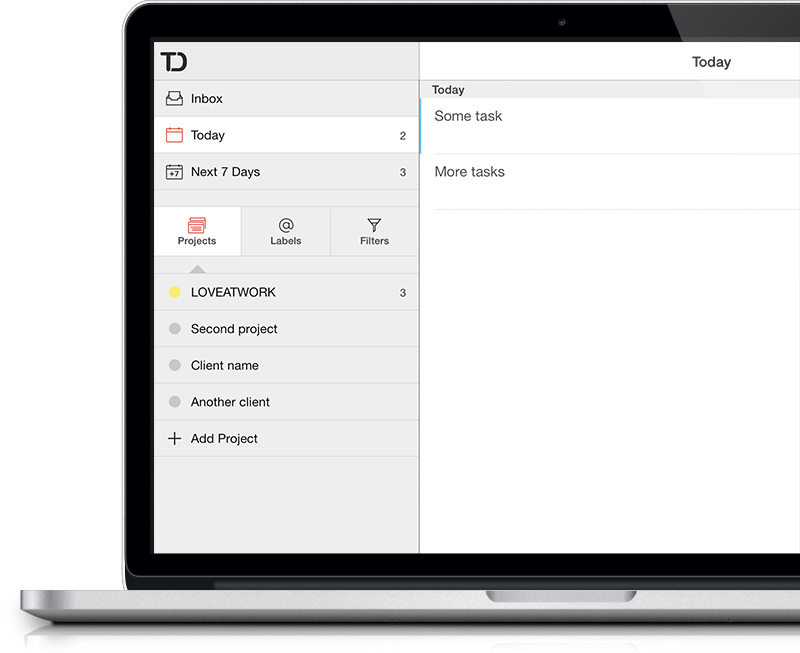 TD
Inbox
Today 2
+7 Next 7 Days 3
Projects Labels Filters
LOVEATWORK 3
Second project
Client name
Another client
+ Add Project
Today
Today
Some task
More tasks